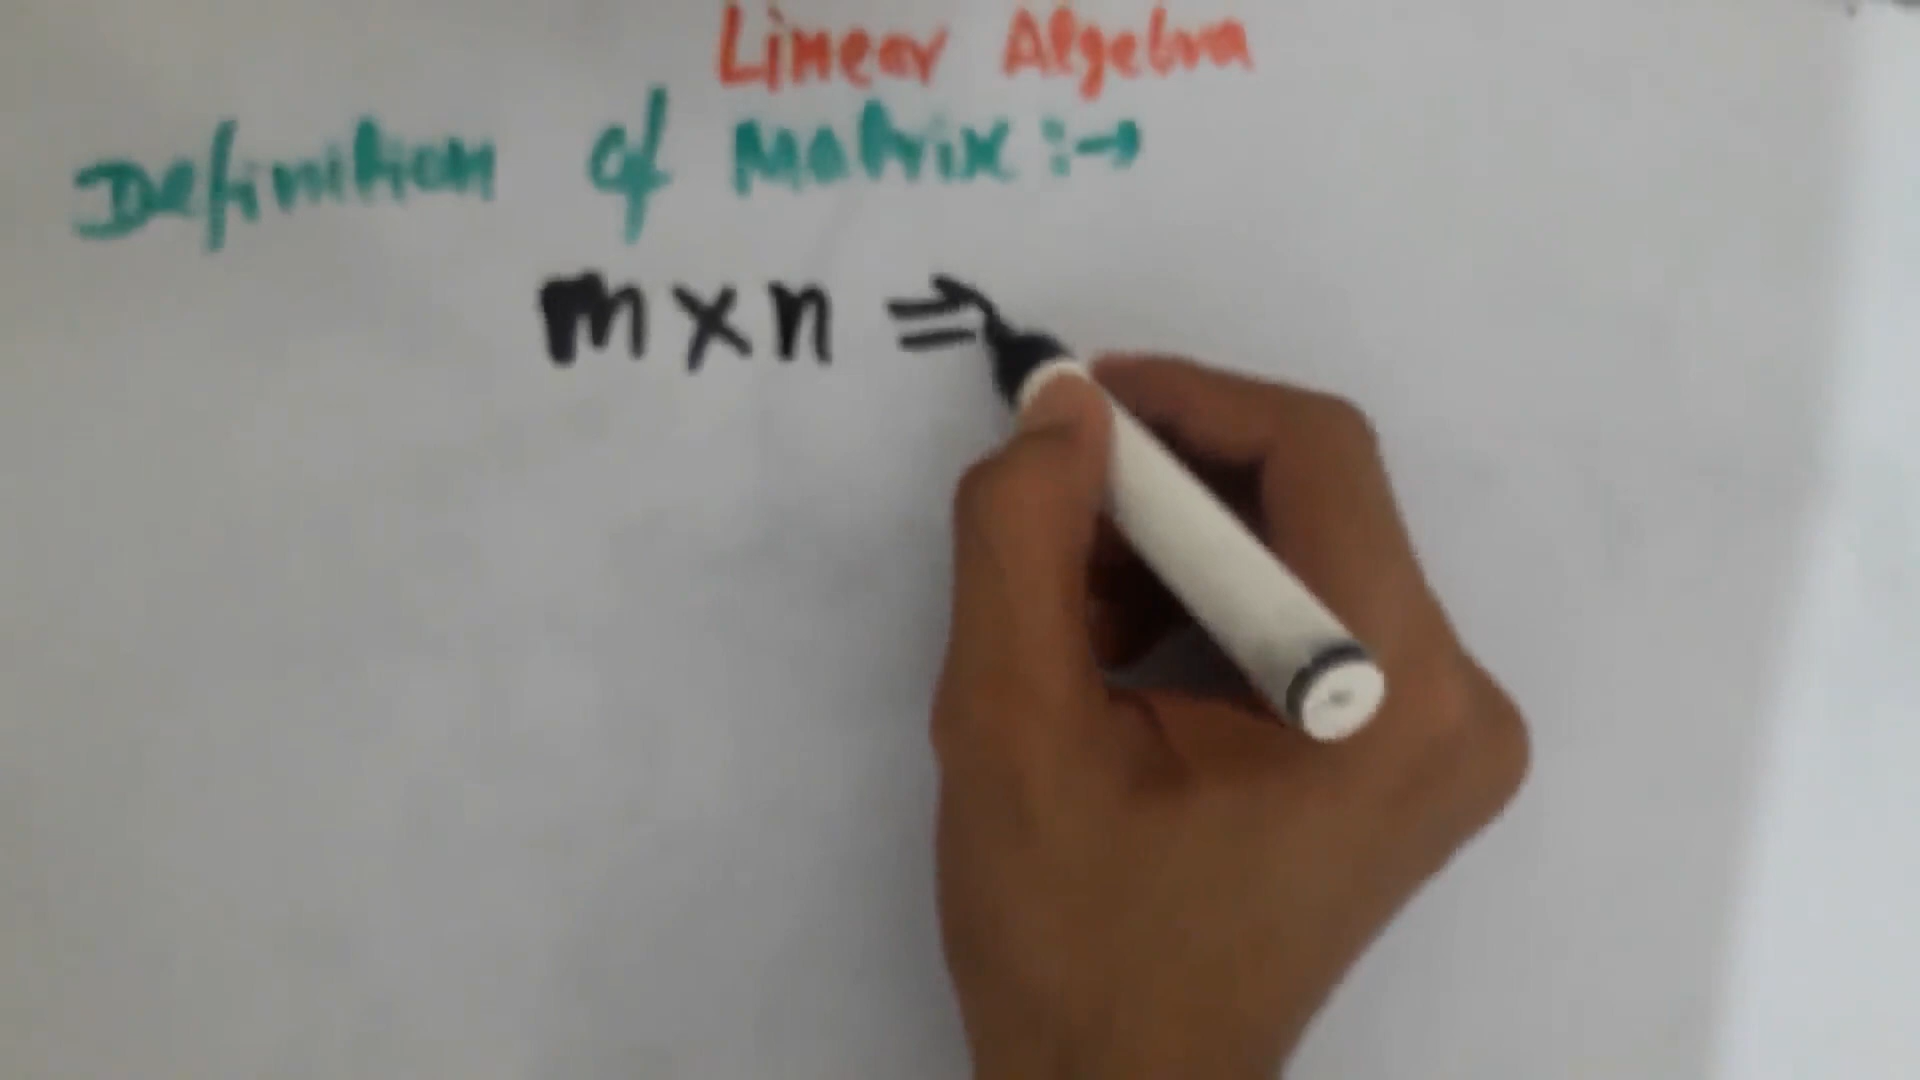 Linear Algebra
Definition of Matrix :→
m × n ⇒